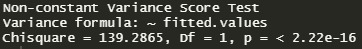 Non-constant Variance Score Test
Variance formula: ~ fitted.values
Chisquare = 139.2865, Df = 1, p = < 2.22e-16